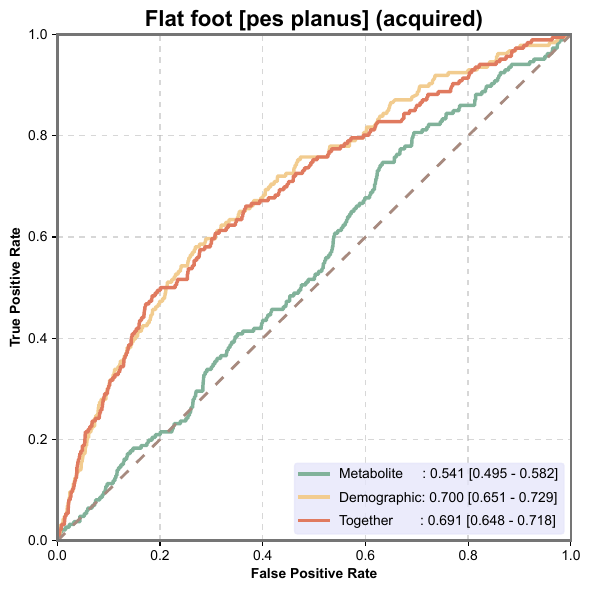 Flat foot [pes planus] (acquired)
1.0
0.8
0.6
0.4
0.2
0.0
True Positive Rate
Metabolite : 0.541 [0.495 - 0.582]
Demographic: 0.700 [0.651 - 0.729]
Together : 0.691 [0.648 - 0.718]
0.0 0.2 0.4 0.6 0.8 1.0
False Positive Rate